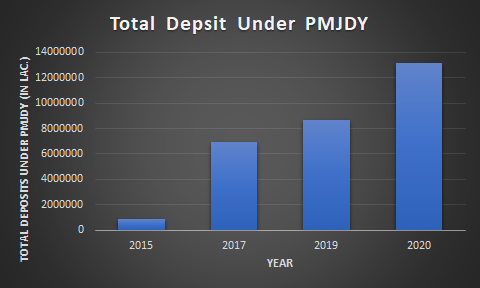 Total Depsit Under PMJDY
TOTAL DEPOSITS UNDER PMJDY (IN LAC.)
14000000
12000000
10000000
8000000
6000000
4000000
2000000
0
2015 2017 2019 2020
YEAR